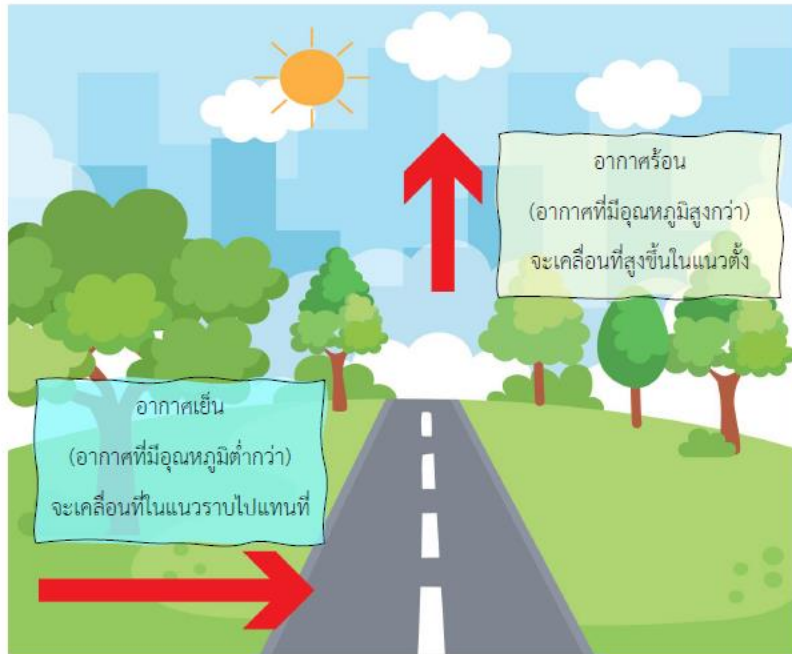 อากาศร้อน
(อากาศที่มีอุณหภูมิสูงกว่า)
จะเคลื่อนที่สูงขึ้นในแนวตั้ง
อากาศเย็น
(อากาศที่มีอุณหภูมิต่ำกว่า)
จะเคลื่อนที่ในแนวราบไปแทนที่